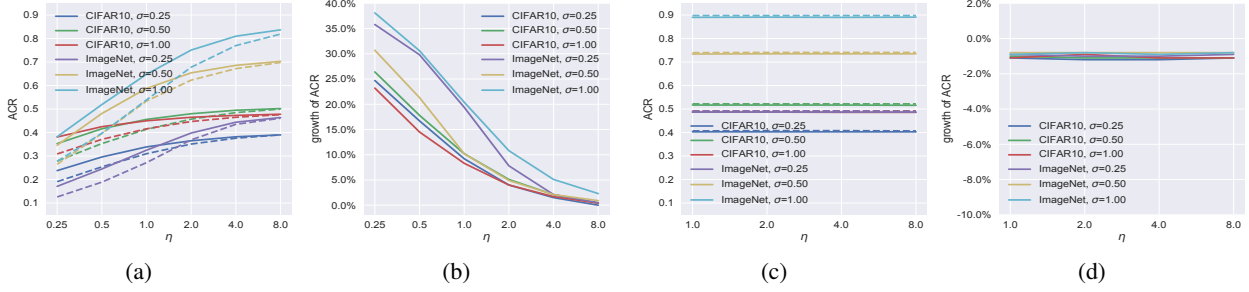 ACR
0.9
0.8
0.7
0.6
0.5
0.4
0.3
0.2
0.1
CIFAR10, σ=0.25
CIFAR10, σ=0.50
CIFAR10, σ=1.00
ImageNet, σ=0.25
ImageNet, σ=0.50
ImageNet, σ=1.00
0.25 0.5 1.0 2.0 4.0 8.0
η
(a)
growth of ACR
40.0%
35.0%
30.0%
25.0%
20.0%
15.0%
10.0%
5.0%
0.0%
CIFAR10, σ=0.25
CIFAR10, σ=0.50
CIFAR10, σ=1.00
ImageNet, σ=0.25
ImageNet, σ=0.50
ImageNet, σ=1.00
0.25 0.5 1.0 2.0 4.0 8.0
η
(b)
ACR
0.9
0.8
0.7
0.6
0.5
0.4
0.3
0.2
0.1
CIFAR10, σ=0.25
CIFAR10, σ=0.50
CIFAR10, σ=1.00
ImageNet, σ=0.25
ImageNet, σ=0.50
ImageNet, σ=1.00
1.0 2.0 4.0 8.0
η
(c)
growth of ACR
2.0%
0.0%
-2.0%
-4.0%
-6.0%
-8.0%
-10.0%
CIFAR10, σ=0.25
CIFAR10, σ=0.50
CIFAR10, σ=1.00
ImageNet, σ=0.25
ImageNet, σ=0.50
ImageNet, σ=1.00
1.0 2.0 4.0 8.0
η
(d)